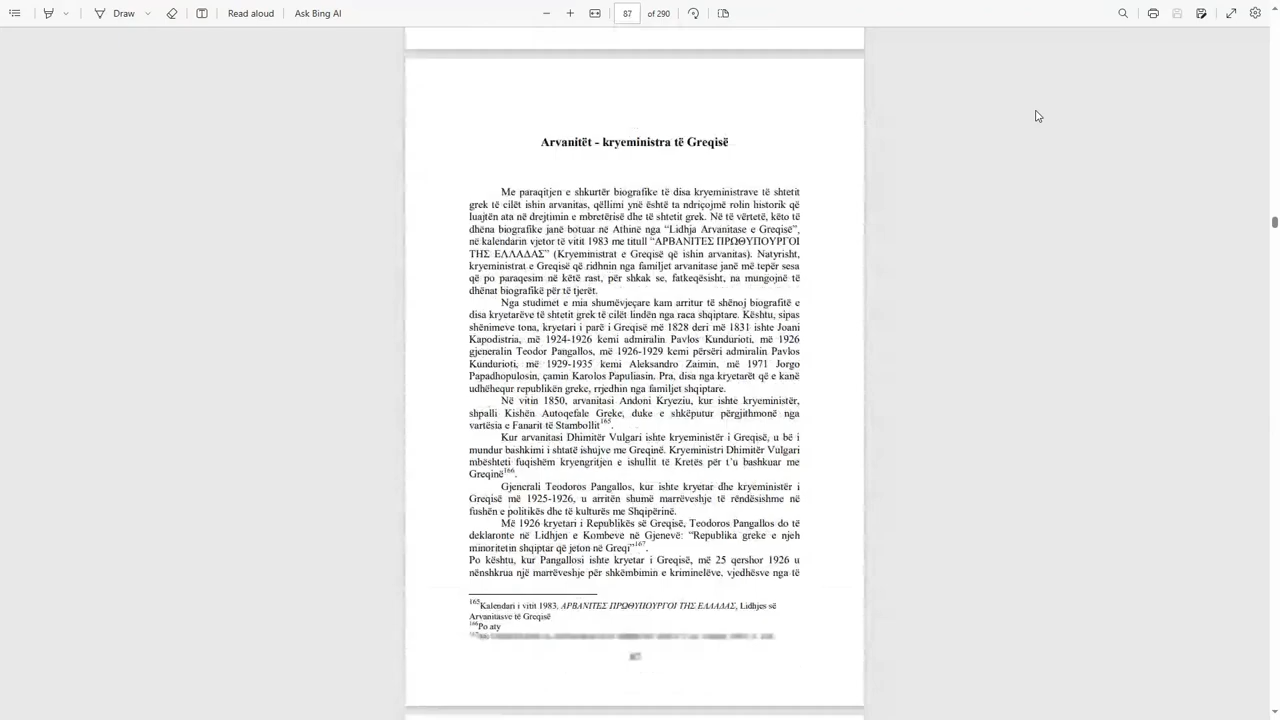 Draw
Read aloud
Ask Bing AI
87
of 290
Arvanitët - kryeministra të Greqisë
Me paraqitjen e shkurtër biografike të disa kryeministrave të shtetit
grek të cilët ishin arvanitas, qëllimi ynë është ta ndriçojmë rolin historik që
luajtën ata në drejtimin e mbretërisë dhe të shtetit grek. Në të vërtetë, këto të
dhëna biografike janë botuar në Athinë nga “Lidhja Arvanitase e Greqisë”,
në kalendarin vjetor të vitit 1983 me titull “ΑΡΒΑΝΙΤΕΣ ΠΡΩΘΥΠΟΥΡΓΟΙ
ΤΗΣ ΕΛΛΑΔΑΣ” (Kryeministrat e Greqisë që ishin arvanitas). Natyrisht,
kryeministrat e Greqisë që ridhnin nga familjet arvanitase janë më tepër sesa
që po paraqesim në këtë rast, për shkak se, fatkeqësisht, na mungojnë të
dhënat biografikë për të tjerët.
Nga studimet e mia shumëvjeçare kam arritur të shënoj biografitë e
disa kryetarëve të shtetit grek të cilët lindën nga raca shqiptare. Kështu, sipas
shënimeve tona, kryetari i parë i Greqisë më 1828 deri më 1831 ishte Joani
Kapodistria, më 1924-1926 kemi admiralin Pavlos Kundurioti, më 1926
gjeneralin Teodor Pangallos, më 1926-1929 kemi përsëri admiralin Pavlos
Kundurioti, më 1929-1935 kemi Aleksandro Zaimin, më 1971 Jorgo
Papadhopulosin, çamin Karolos Papuliasin. Pra, disa nga kryetarët që e kanë
udhëhequr republikën greke, rrjedhin nga familjet shqiptare.
Në vitin 1850, arvanitasi Andoni Kryeziu, kur ishte kryeministër,
shpalli Kishën Autoqefale Greke, duke e shkëputur përgjithmonë nga
vartësia e Fanarit të Stambollit165.
Kur arvanitasi Dhimitër Vulgari ishte kryeministër i Greqisë, u bë i
mundur bashkimi i shtatë ishujve me Greqinë. Kryeministri Dhimitër Vulgari
mbështeti fuqishëm kryengritjen e ishullit të Kretës për t’u bashkuar me
Greqinë166.
Gjenerali Teodoros Pangallos, kur ishte kryetar dhe kryeministër i
Greqisë më 1925-1926, u arritën shumë marrëveshje të rëndësishme në
fushën e politikës dhe të kulturës me Shqipërinë.
Më 1926 kryetari i Republikës së Greqisë, Teodoros Pangallos do të
deklaronte në Lidhjen e Kombeve në Gjenevë: “Republika greke e njeh
minoritetin shqiptar që jeton në Greqi”167.
Po kështu, kur Pangallosi ishte kryetar i Greqisë, më 25 qershor 1926 u
nënshkrua një marrëveshje për shkëmbimin e kriminelëve, vjedhësve nga të
165Kalendari i vitit 1983, ΑΡΒΑΝΙΤΕΣ ΠΡΩΘΥΠΟΥΡΓΟΙ ΤΗΣ ΕΛΛΑΔΑΣ, Lidhjes së
Arvanitasve të Greqisë
166Po aty